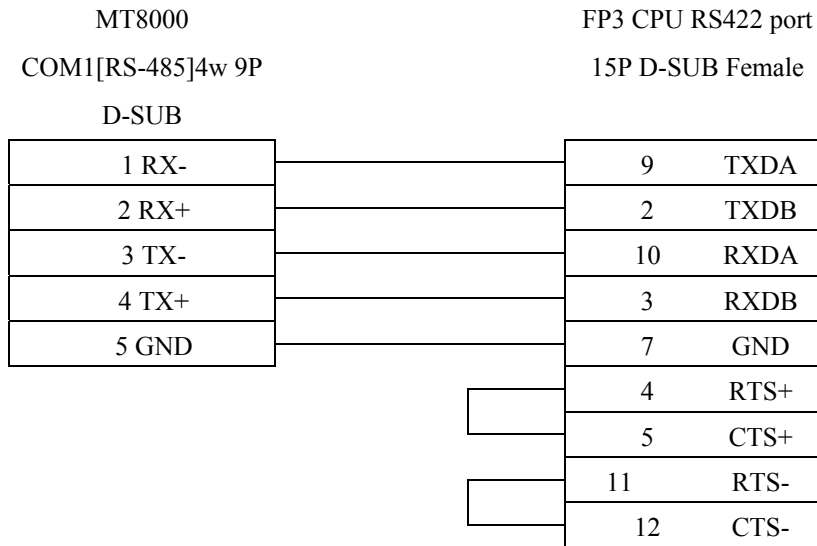 MT8000
FP3 CPU RS422 port
COM1[RS-485]4w 9P
15P D-SUB Female
D-SUB
1 RX- 9 TXDA
2 RX+ 2 TXDB
3 TX- 10 RXDA
4 TX+ 3 RXDB
5 GND 7 GND
4 RTS+
5 CTS+
11 RTS-
12 CTS-